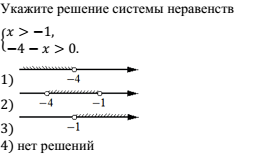 Укажите решение системы неравенств
{x > −1,
−4 − x > 0.
1) −4
2) −4 −1
3) −1
4) нет решений